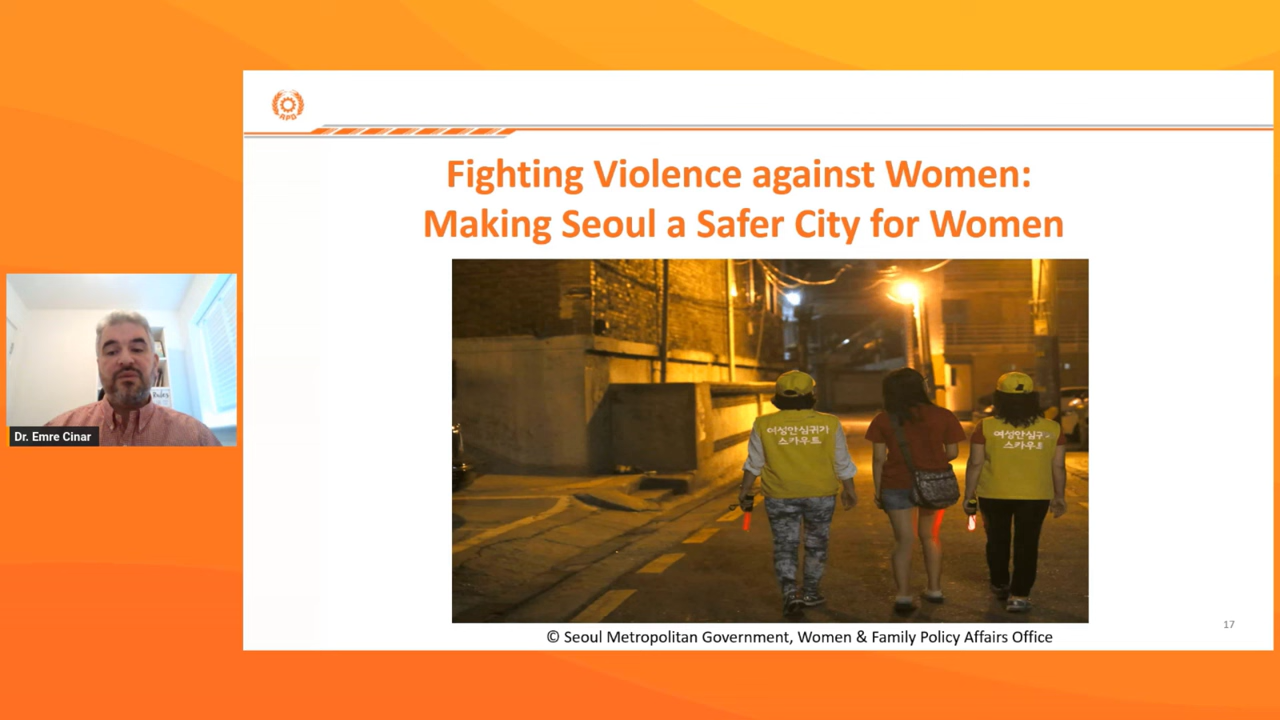 RPO
Fighting Violence against Women:
Making Seoul a Safer City for Women
여성안심귀가
스카우트
여성안심귀
스카우트
© Seoul Metropolitan Government, Women & Family Policy Affairs Office
17
Rules
Dr. Emre Cinar